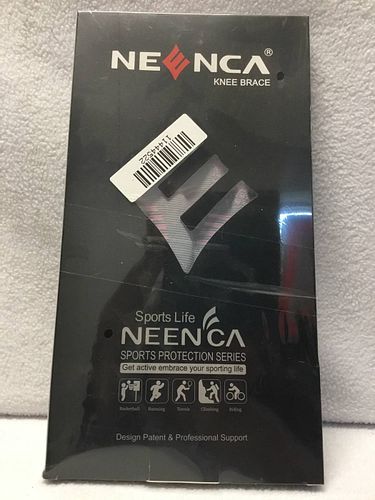 NEENCA®
KNEE BRACE
11444522
Sports Life
NEENCA
SPORTS PROTECTION SERIES
Get active embrace your sporting life
Basketball Running Tennis Climbing Riding
Design Patent & Professional Support